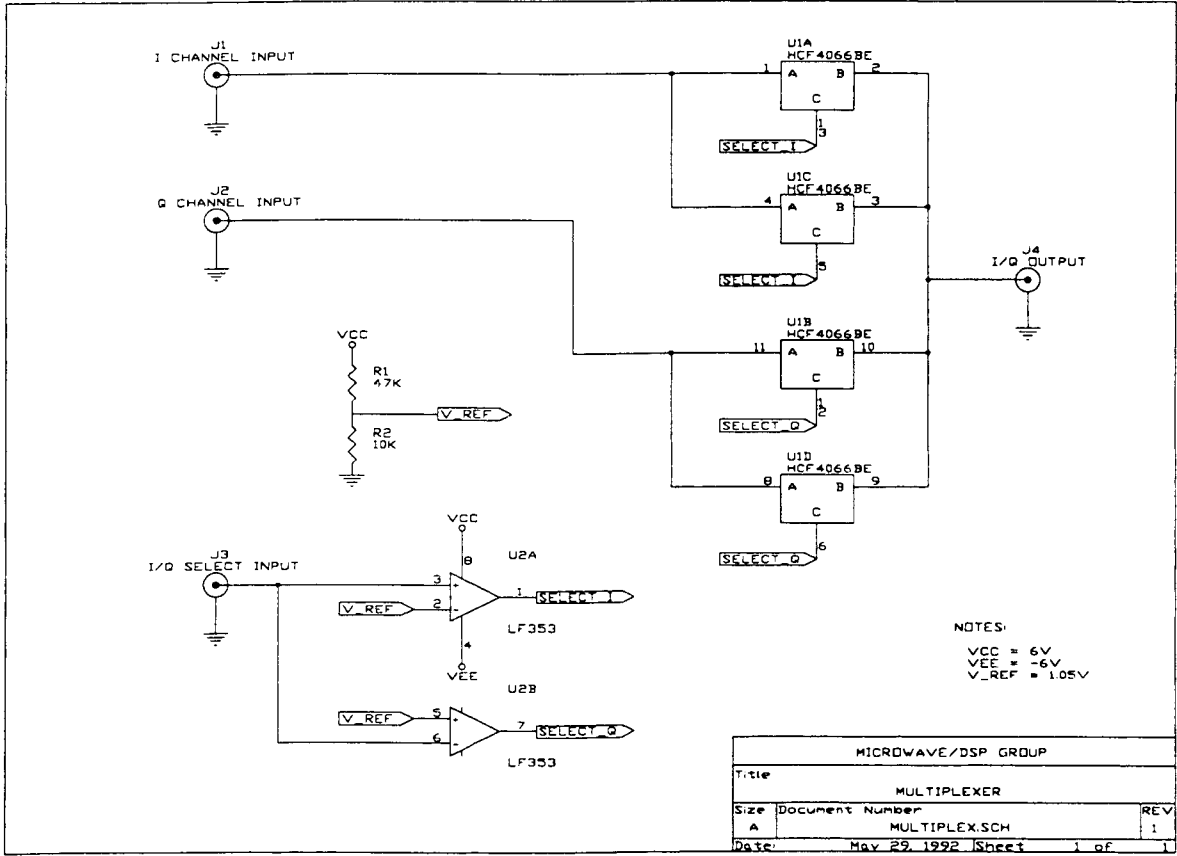 J1
I CHANNEL INPUT
U1A
HCF4066BE
1
A
B
2
C
1
3
SELECT_I
J2
Q CHANNEL INPUT
U1C
HCF4066BE
4
A
B
3
C
5
SELECT_I
J4
I/Q OUTPUT
U1B
HCF4066BE
11
A
B
10
C
1
2
SELECT_Q
VCC
R1
47K
V_REF
R2
10K
U1D
HCF4066BE
8
A
B
9
C
6
SELECT_Q
VCC
8
U2A
J3
I/Q SELECT INPUT
3
+
V_REF
2
-
1
SELECT_I
LF353
4
VEE
U2B
V_REF
5
+
6
-
7
SELECT_Q
LF353
NOTES:
VCC = 6V
VEE = -6V
V_REF = 1.05V
MICROWAVE/DSP GROUP
Title
MULTIPLEXER
Size Document Number REV
A MULTIPLEX.SCH 1
Date: May 29, 1992 Sheet 1 of 1